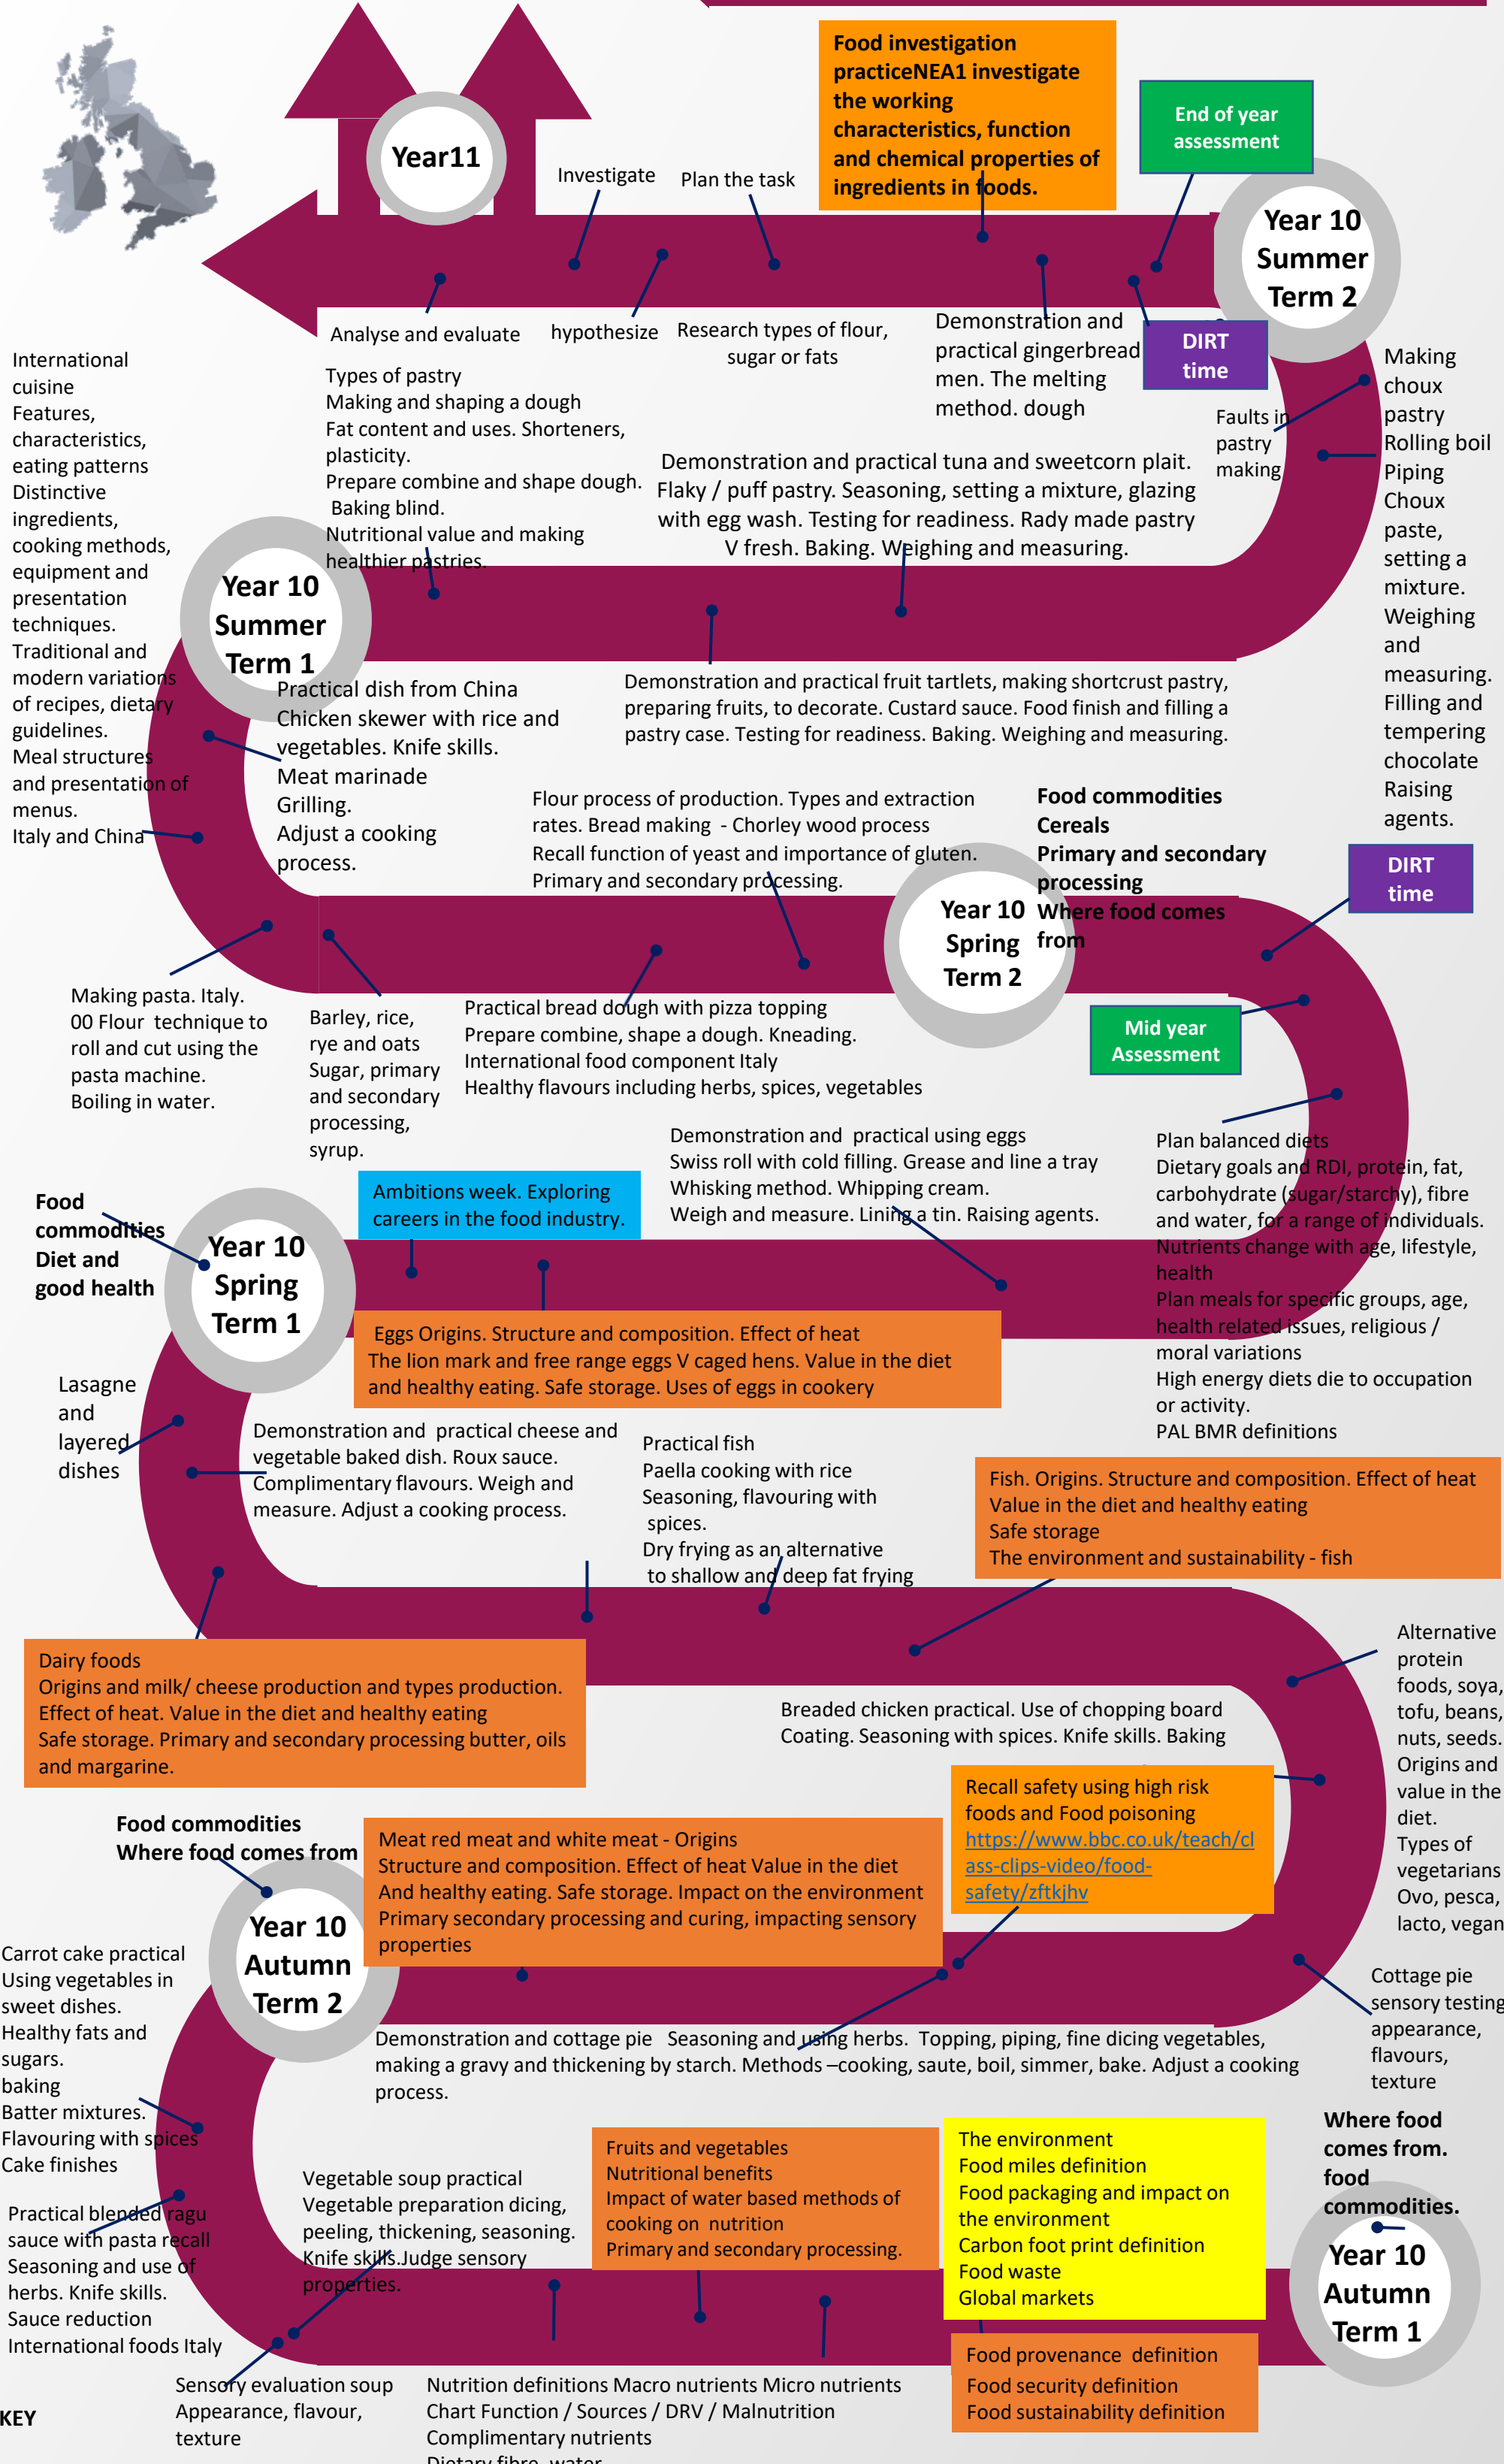 Year11
Investigate
Plan the task
Food investigation
practiceNEA1 investigate
the working
characteristics, function
and chemical properties of
ingredients in foods.
End of year
assessment
Year 10
Summer
Term 2
Analyse and evaluate
hypothesize
Research types of flour,
sugar or fats
Demonstration and
practical gingerbread
men. The melting
method. dough
DIRT
time
Faults in
pastry
making
Making
choux
pastry
Rolling boil
Piping
Choux
paste,
setting a
mixture.
Weighing
and
measuring.
Filling and
tempering
chocolate
Raising
agents.
International
cuisine
Features,
characteristics,
eating patterns
Distinctive
ingredients,
cooking methods,
equipment and
presentation
techniques.
Traditional and
modern variations
of recipes, dietary
guidelines.
Meal structures
and presentation of
menus.
Italy and China
Types of pastry
Making and shaping a dough
Fat content and uses. Shorteners,
plasticity.
Prepare combine and shape dough.
Baking blind.
Nutritional value and making
healthier pastries.
Demonstration and practical tuna and sweetcorn plait.
Flaky / puff pastry. Seasoning, setting a mixture, glazing
with egg wash. Testing for readiness. Rady made pastry
V fresh. Baking. Weighing and measuring.
Year 10
Summer
Term 1
Practical dish from China
Chicken skewer with rice and
vegetables. Knife skills.
Meat marinade
Grilling.
Adjust a cooking
process.
Demonstration and practical fruit tartlets, making shortcrust pastry,
preparing fruits, to decorate. Custard sauce. Food finish and filling a
pastry case. Testing for readiness. Baking. Weighing and measuring.
Flour process of production. Types and extraction
rates. Bread making - Chorley wood process
Recall function of yeast and importance of gluten.
Primary and secondary processing.
Food commodities
Cereals
Primary and secondary
processing
Where food comes
from
Year 10
Spring
Term 2
DIRT
time
Making pasta. Italy.
00 Flour technique to
roll and cut using the
pasta machine.
Boiling in water.
Barley, rice,
rye and oats
Sugar, primary
and secondary
processing,
syrup.
Practical bread dough with pizza topping
Prepare combine, shape a dough. Kneading.
International food component Italy
Healthy flavours including herbs, spices, vegetables
Mid year
Assessment
Plan balanced diets
Dietary goals and RDI, protein, fat,
carbohydrate (sugar/starchy), fibre
and water, for a range of individuals.
Nutrients change with age, lifestyle,
health
Plan meals for specific groups, age,
health related issues, religious /
moral variations
High energy diets die to occupation
or activity.
PAL BMR definitions
Demonstration and practical using eggs
Swiss roll with cold filling. Grease and line a tray
Whisking method. Whipping cream.
Weigh and measure. Lining a tin. Raising agents.
Ambitions week. Exploring
careers in the food industry.
Food
commodities
Diet and
good health
Year 10
Spring
Term 1
Eggs Origins. Structure and composition. Effect of heat
The lion mark and free range eggs V caged hens. Value in the diet
and healthy eating. Safe storage. Uses of eggs in cookery
Lasagne
and
layered
dishes
Demonstration and practical cheese and
vegetable baked dish. Roux sauce.
Complimentary flavours. Weigh and
measure. Adjust a cooking process.
Practical fish
Paella cooking with rice
Seasoning, flavouring with
spices.
Dry frying as an alternative
to shallow and deep fat frying
Fish. Origins. Structure and composition. Effect of heat
Value in the diet and healthy eating
Safe storage
The environment and sustainability - fish
Dairy foods
Origins and milk/ cheese production and types production.
Effect of heat. Value in the diet and healthy eating
Safe storage. Primary and secondary processing butter, oils
and margarine.
Breaded chicken practical. Use of chopping board
Coating. Seasoning with spices. Knife skills. Baking
Alternative
protein
foods, soya,
tofu, beans,
nuts, seeds.
Origins and
value in the
diet.
Types of
vegetarians
Ovo, pesca,
lacto, vegan
Recall safety using high risk
foods and Food poisoning
https://www.bbc.co.uk/teach/cl
ass-clips-video/food-
safety/zftkjhv
Food commodities
Where food comes from
Meat red meat and white meat - Origins
Structure and composition. Effect of heat Value in the diet
And healthy eating. Safe storage. Impact on the environment
Primary secondary processing and curing, impacting sensory
properties
Year 10
Autumn
Term 2
Cottage pie
sensory testing
appearance,
flavours,
texture
Carrot cake practical
Using vegetables in
sweet dishes.
Healthy fats and
sugars.
baking
Batter mixtures.
Flavouring with spices
Cake finishes
Demonstration and cottage pie Seasoning and using herbs. Topping, piping, fine dicing vegetables,
making a gravy and thickening by starch. Methods –cooking, saute, boil, simmer, bake. Adjust a cooking
process.
Practical blended ragu
sauce with pasta recall
Seasoning and use of
herbs. Knife skills.
Sauce reduction
International foods Italy
Vegetable soup practical
Vegetable preparation dicing,
peeling, thickening, seasoning.
Knife skills.Judge sensory
properties.
Fruits and vegetables
Nutritional benefits
Impact of water based methods of
cooking on nutrition
Primary and secondary processing.
The environment
Food miles definition
Food packaging and impact on
the environment
Carbon foot print definition
Food waste
Global markets
Where food
comes from.
food
commodities.
Year 10
Autumn
Term 1
Food provenance definition
Food security definition
Food sustainability definition
Sensory evaluation soup
Appearance, flavour,
texture
Nutrition definitions Macro nutrients Micro nutrients
Chart Function / Sources / DRV / Malnutrition
Complimentary nutrients
Dietary fibre, water
KEY